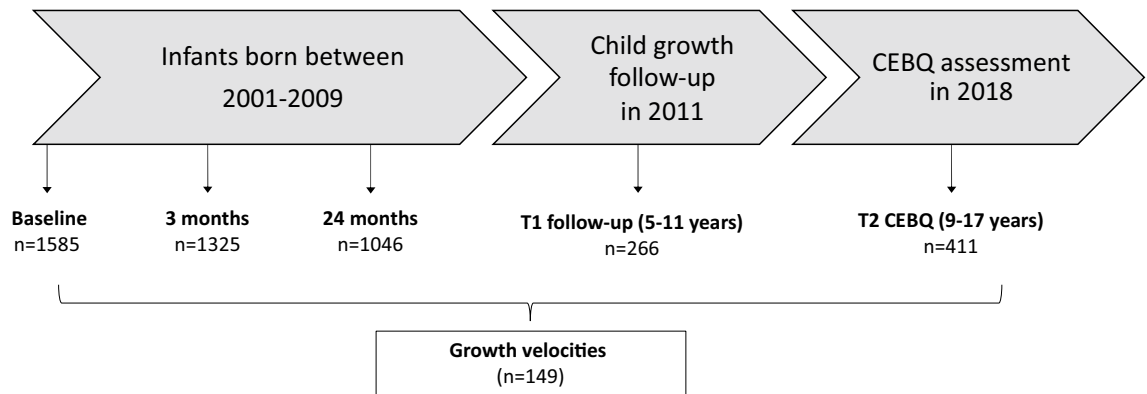 Infants born between
2001-2009
Child growth
follow-up
in 2011
CEBQ assessment
in 2018
Baseline
n=1585
3 months
n=1325
24 months
n=1046
T1 follow-up (5-11 years)
n=266
T2 CEBQ (9-17 years)
n=411
Growth velocities
(n=149)